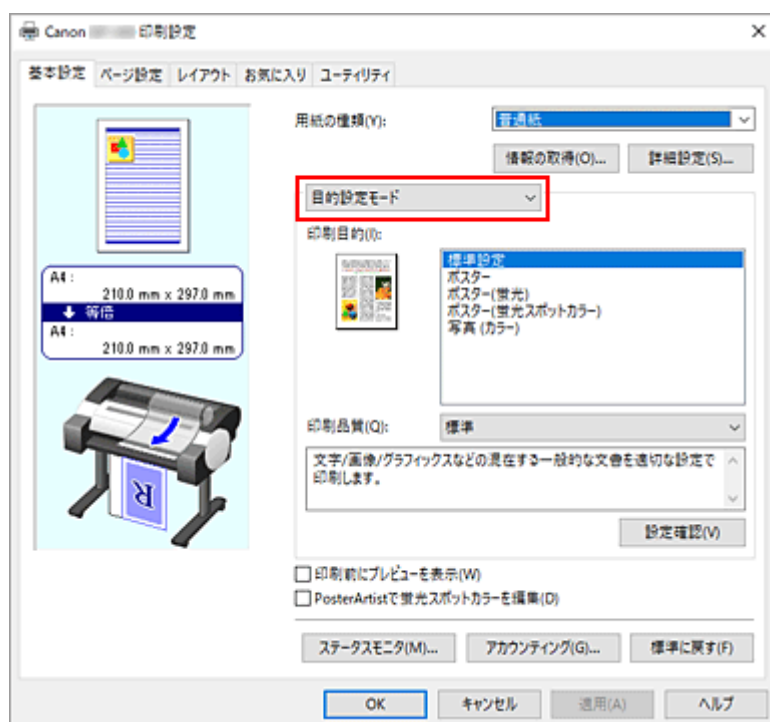 Canon 印刷設定
基本設定 ページ設定 レイアウト お気に入り ユーティリティ
用紙の種類(Y): 普通紙
情報の取得(O)... 詳細設定(S)...
目的設定モード
印刷目的(I):
標準設定
ポスター
ポスター(蛍光)
ポスター(蛍光スポットカラー)
写真 (カラー)
A4 :
210.0 mm x 297.0 mm
等倍
A4 :
210.0 mm x 297.0 mm
R
印刷品質(Q): 標準
文字/画像/グラフィックスなどの混在する一般的な文書を適切な設定で
印刷します。
設定確認(V)
印刷前にプレビューを表示(W)
PosterArtistで蛍光スポットカラーを編集(D)
ステータスモニタ(M)... アカウンティング(G)... 標準に戻す(F)
OK キャンセル 適用(A) ヘルプ